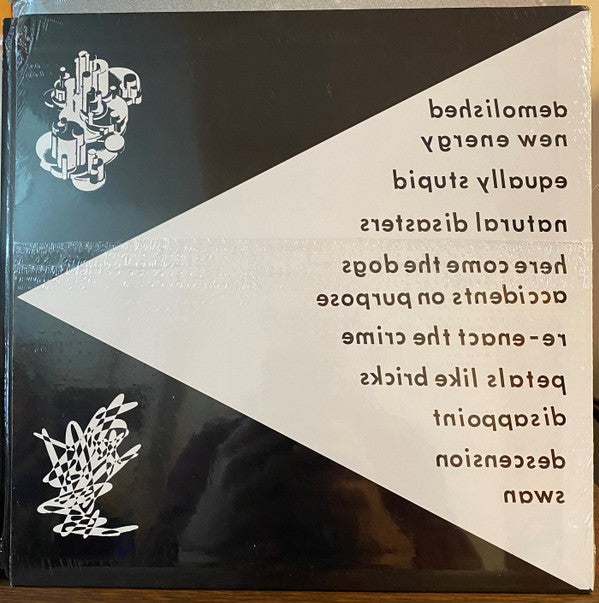 demolished
new energy
equally stupid
natural disasters
here come the dogs
accidents on purpose
re-enact the crime
petals like bricks
disappoint
descension
swan